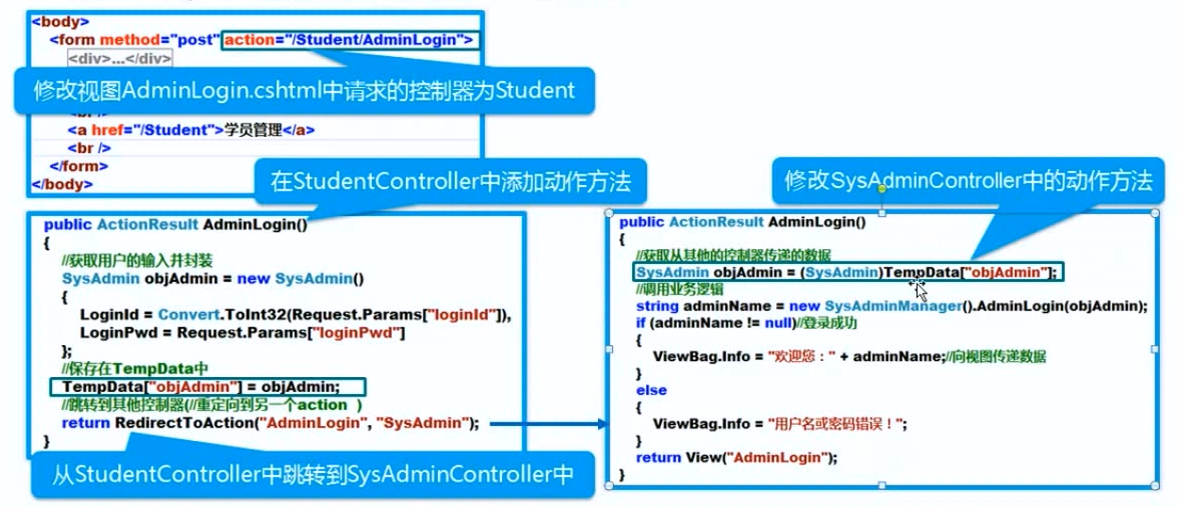 <body>
<form method="post" action="/Student/AdminLogin">
<div>...</div>
修改视图AdminLogin.cshtml中请求的控制器为Student
<a href="/Student">学员管理</a>
<br />
</form>
</body>
在StudentController中添加动作方法
public ActionResult AdminLogin()
{
//获取用户的输入并封装
SysAdmin objAdmin = new SysAdmin()
{
LoginId = Convert.ToInt32(Request.Params["loginId"]),
LoginPwd = Request.Params["loginPwd"]
};
//保存在TempData中
TempData["objAdmin"] = objAdmin;
//跳转到其他控制器(//重定向到另一个action )
return RedirectToAction("AdminLogin", "SysAdmin");
}
从StudentController中跳转到SysAdminController中
修改SysAdminController中的动作方法
public ActionResult AdminLogin()
{
//获取从其他的控制器传递的数据
SysAdmin objAdmin = (SysAdmin)TempData["objAdmin"];
//调用业务逻辑
string adminName = new SysAdminManager().AdminLogin(objAdmin);
if (adminName != null)//登录成功
{
ViewBag.Info = "欢迎您：" + adminName;//向视图传递数据
}
else
{
ViewBag.Info = "用户名或密码错误！";
}
return View("AdminLogin");
}